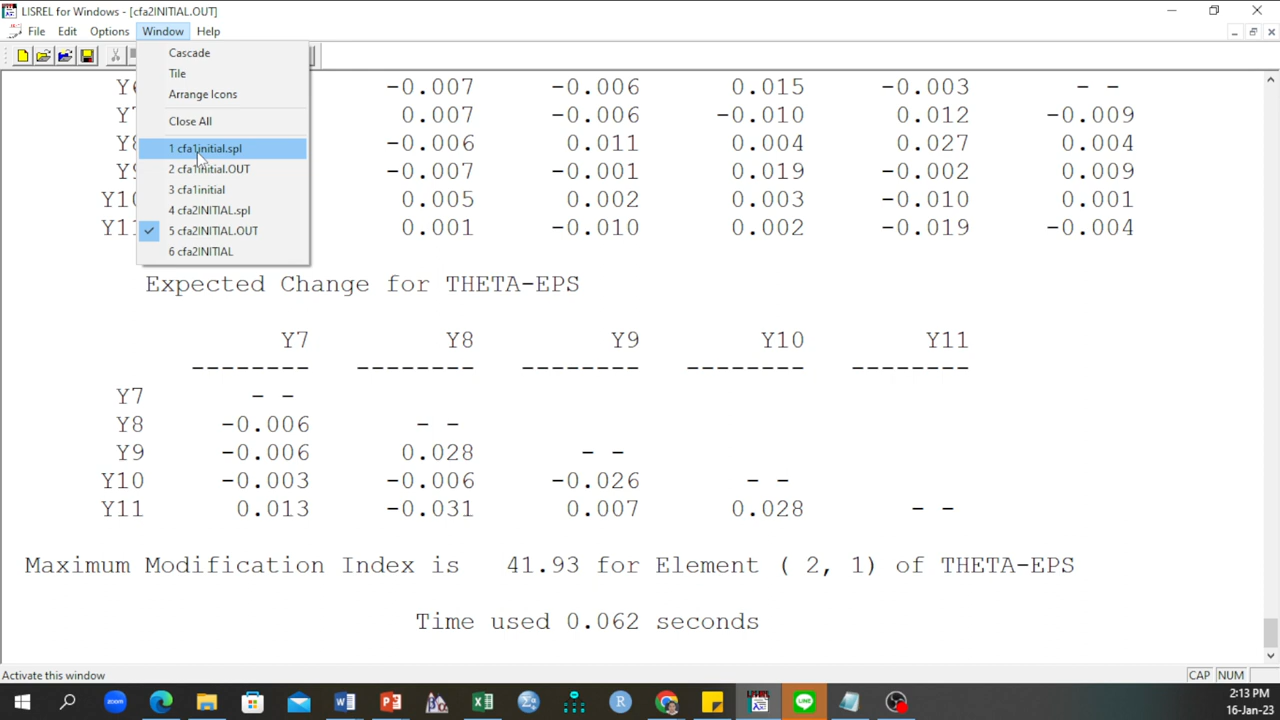 LISREL for Windows - [cfa2INITIAL.OUT]
File Edit Options Window Help
Cascade
Tile
Arrange Icons
Close All
1 cfa1initial.spl
2 cfa1initial.OUT
3 cfa1initial
4 cfa2INITIAL.spl
5 cfa2INITIAL.OUT
6 cfa2INITIAL
Y6 -0.007 -0.006 0.015 -0.003 - -
Y7 0.007 -0.006 -0.010 0.012 -0.009
Y8 -0.006 0.011 0.004 0.027 0.004
Y9 -0.007 -0.001 0.019 -0.022 0.009
Y10 0.005 0.002 0.003 -0.010 0.001
Y11 0.001 -0.010 0.002 -0.019 -0.004
Expected Change for THETA-EPS
Y7 Y8 Y9 Y10 Y11
-------- -------- -------- -------- --------
Y7 - -
Y8 -0.006 - -
Y9 -0.006 0.028 - -
Y10 -0.003 -0.006 -0.026 - -
Y11 0.013 -0.031 0.007 0.028 - -
Maximum Modification Index is 41.93 for Element ( 2, 1) of THETA-EPS
Time used 0.062 seconds
Activate this window
CAP NUM
2:13 PM
16-Jan-23